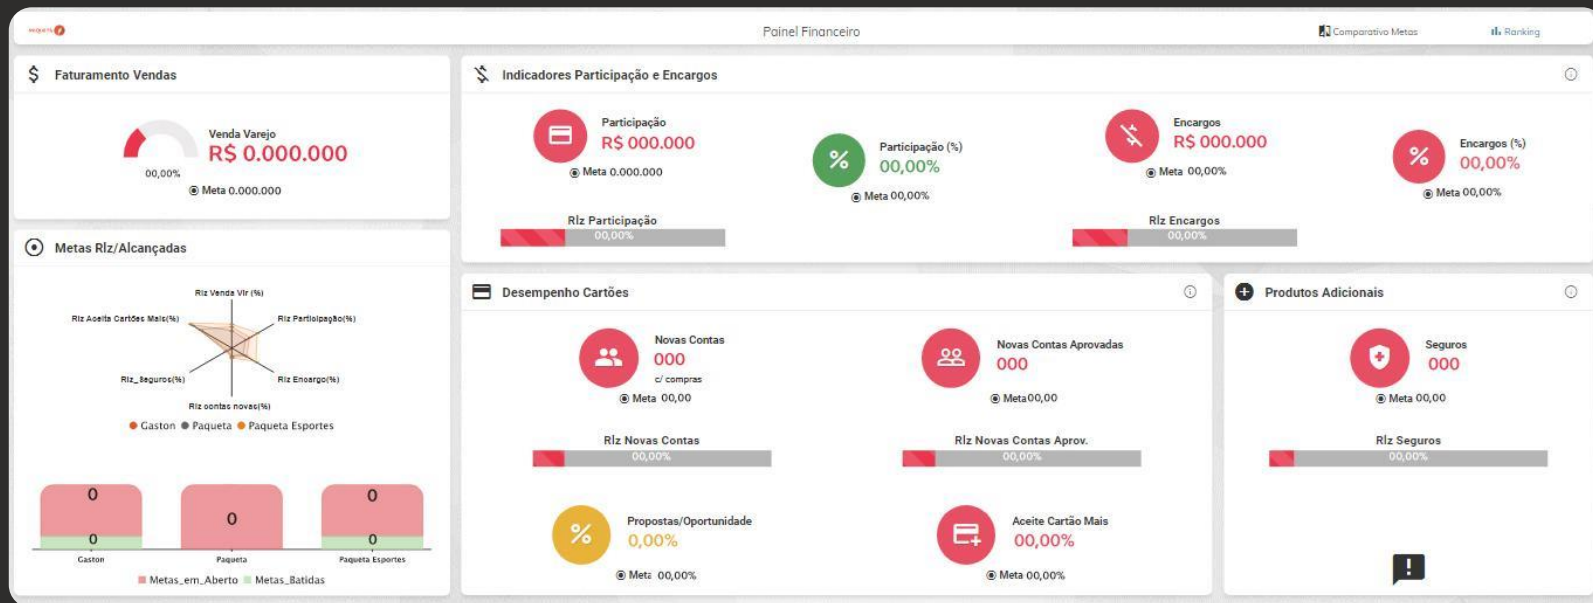 Painel Financeiro
Comparativo Metas
Ranking
Faturamento Vendas
Venda Varejo
R$ 0.000.000
00,00%
Meta 0.000.000
Indicadores Participação e Encargos
Participação
R$ 000.000
Meta 0.000.000
Participação (%)
00,00%
Meta 00,00%
Encargos
R$ 000.000
Meta 00,00%
Encargos (%)
00,00%
Meta 00,00%
Rlz Participação
00,00%
Rlz Encargos
00,00%
Metas Rlz/Alcançadas
Rlz Venda Vlr (%)
Rlz Aceita Cartões Mais(%)
Rlz Participação(%)
Rlz_Seguros(%)
Rlz Encargo(%)
Rlz contas novas(%)
Gaston Paqueta Paqueta Esportes
0
0
0
0
0
Gaston
Paqueta
Paqueta Esportes
Metas_em_Aberto Metas_Batidas
Desempenho Cartões
Novas Contas
000
c/ compras
Meta 00,00
Novas Contas Aprovadas
000
Meta00,00
Rlz Novas Contas
00,00%
Rlz Novas Contas Aprov.
00,00%
Propostas/Oportunidade
0,00%
Meta 00,00%
Aceite Cartão Mais
00,00%
Meta 00,00%
Produtos Adicionais
Seguros
000
Meta 00,00
Rlz Seguros
00,00%